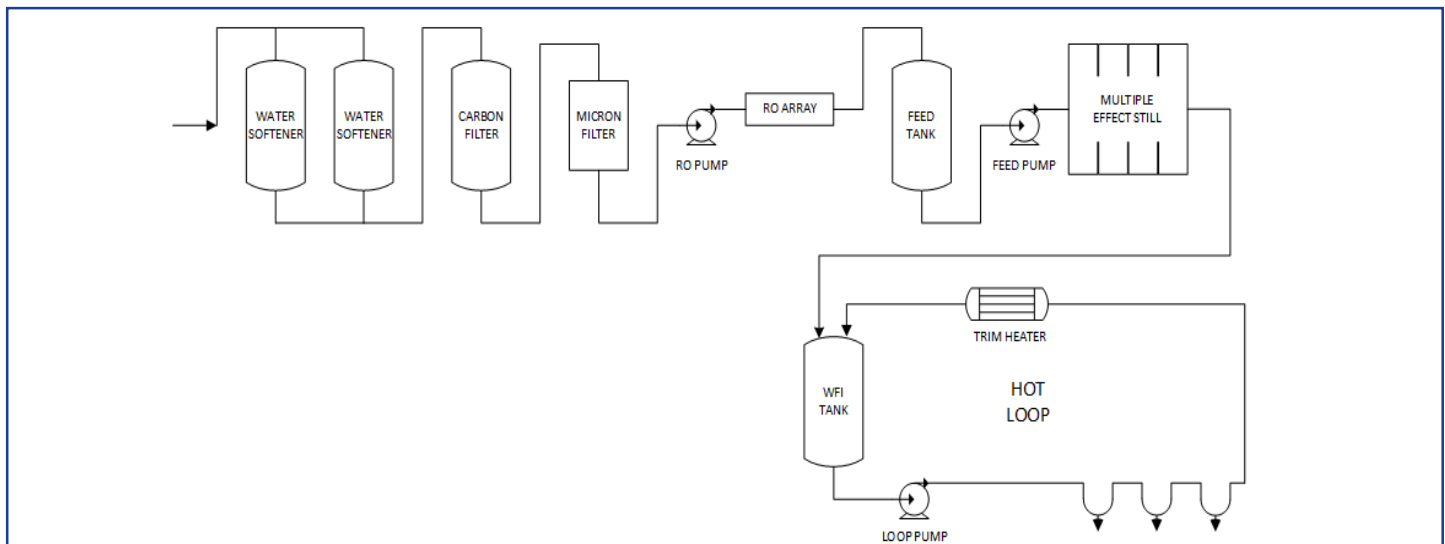 WATER
SOFTENER
WATER
SOFTENER
CARBON
FILTER
MICRON
FILTER
RO PUMP
RO ARRAY
FEED
TANK
FEED PUMP
MULTIPLE
EFFECT STILL
TRIM HEATER
WFI
TANK
HOT
LOOP
LOOP PUMP